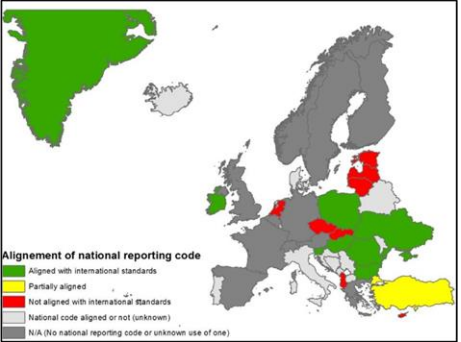 Alignement of national reporting code
Aligned with international standards
Partially aligned
Not aligned with international standards
National code aligned or not (unknown)
N/A (No national reporting code or unknown use of one)